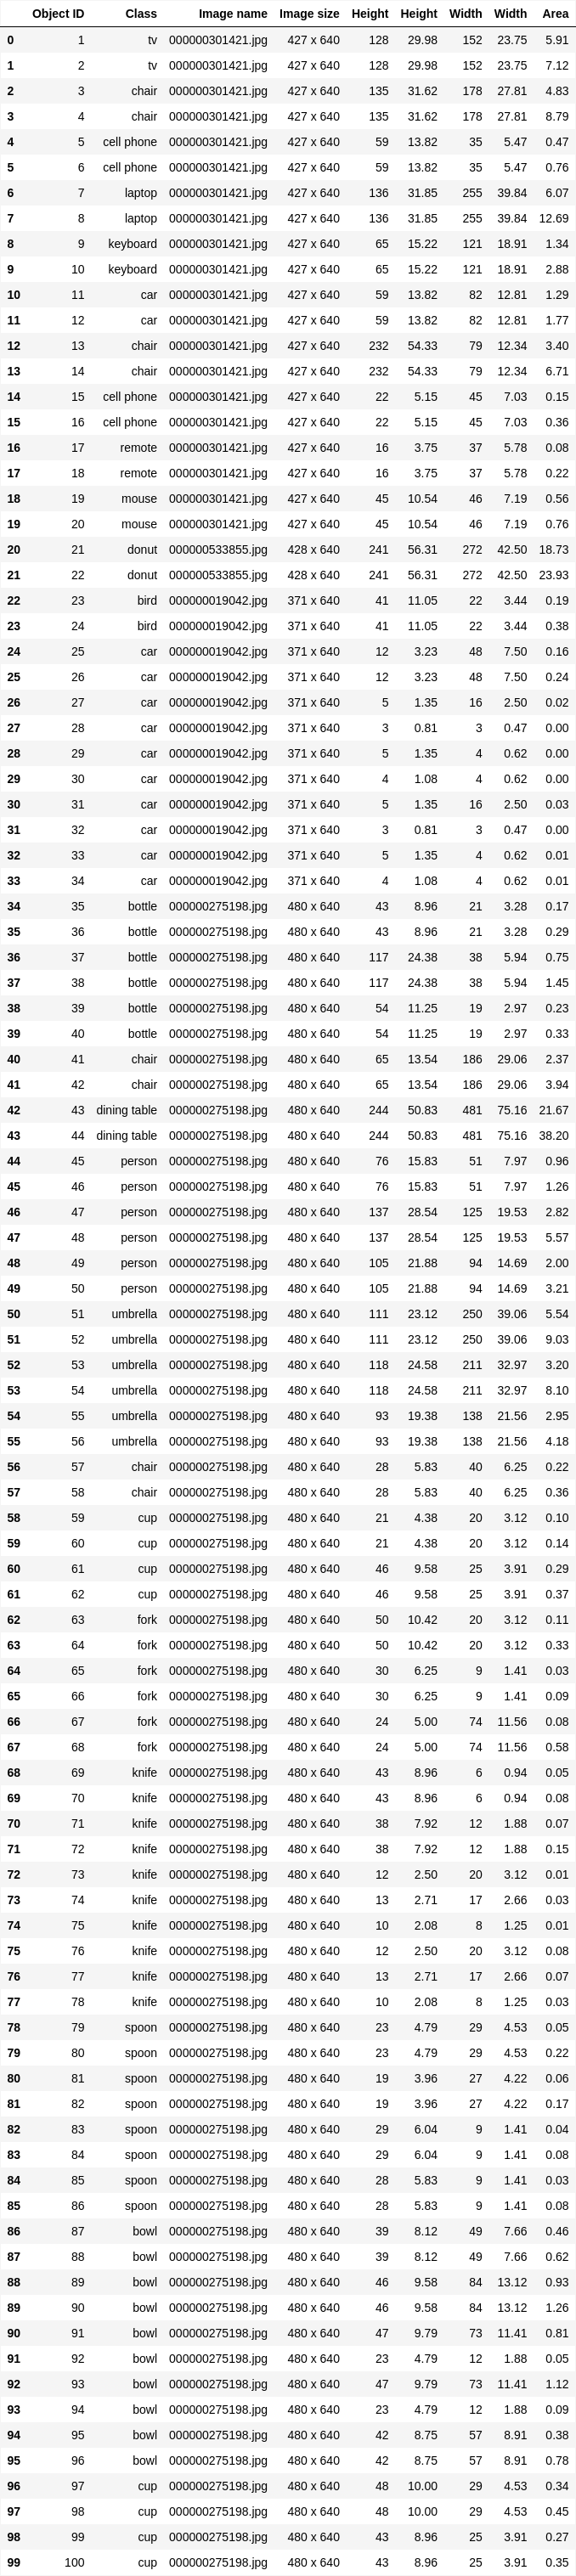 Object ID Class Image name Image size Height Height Width Width Area
0 1 tv 000000301421.jpg 427 x 640 128 29.98 152 23.75 5.91
1 2 tv 000000301421.jpg 427 x 640 128 29.98 152 23.75 7.12
2 3 chair 000000301421.jpg 427 x 640 135 31.62 178 27.81 4.83
3 4 chair 000000301421.jpg 427 x 640 135 31.62 178 27.81 8.79
4 5 cell phone 000000301421.jpg 427 x 640 59 13.82 35 5.47 0.47
5 6 cell phone 000000301421.jpg 427 x 640 59 13.82 35 5.47 0.76
6 7 laptop 000000301421.jpg 427 x 640 136 31.85 255 39.84 6.07
7 8 laptop 000000301421.jpg 427 x 640 136 31.85 255 39.84 12.69
8 9 keyboard 000000301421.jpg 427 x 640 65 15.22 121 18.91 1.34
9 10 keyboard 000000301421.jpg 427 x 640 65 15.22 121 18.91 2.88
10 11 car 000000301421.jpg 427 x 640 59 13.82 82 12.81 1.29
11 12 car 000000301421.jpg 427 x 640 59 13.82 82 12.81 1.77
12 13 chair 000000301421.jpg 427 x 640 232 54.33 79 12.34 3.40
13 14 chair 000000301421.jpg 427 x 640 232 54.33 79 12.34 6.71
14 15 cell phone 000000301421.jpg 427 x 640 22 5.15 45 7.03 0.15
15 16 cell phone 000000301421.jpg 427 x 640 22 5.15 45 7.03 0.36
16 17 remote 000000301421.jpg 427 x 640 16 3.75 37 5.78 0.08
17 18 remote 000000301421.jpg 427 x 640 16 3.75 37 5.78 0.22
18 19 mouse 000000301421.jpg 427 x 640 45 10.54 46 7.19 0.56
19 20 mouse 000000301421.jpg 427 x 640 45 10.54 46 7.19 0.76
20 21 donut 000000533855.jpg 428 x 640 241 56.31 272 42.50 18.73
21 22 donut 000000533855.jpg 428 x 640 241 56.31 272 42.50 23.93
22 23 bird 000000019042.jpg 371 x 640 41 11.05 22 3.44 0.19
23 24 bird 000000019042.jpg 371 x 640 41 11.05 22 3.44 0.38
24 25 car 000000019042.jpg 371 x 640 12 3.23 48 7.50 0.16
25 26 car 000000019042.jpg 371 x 640 12 3.23 48 7.50 0.24
26 27 car 000000019042.jpg 371 x 640 5 1.35 16 2.50 0.02
27 28 car 000000019042.jpg 371 x 640 3 0.81 3 0.47 0.00
28 29 car 000000019042.jpg 371 x 640 5 1.35 4 0.62 0.00
29 30 car 000000019042.jpg 371 x 640 4 1.08 4 0.62 0.00
30 31 car 000000019042.jpg 371 x 640 5 1.35 16 2.50 0.03
31 32 car 000000019042.jpg 371 x 640 3 0.81 3 0.47 0.00
32 33 car 000000019042.jpg 371 x 640 5 1.35 4 0.62 0.01
33 34 car 000000019042.jpg 371 x 640 4 1.08 4 0.62 0.01
34 35 bottle 000000275198.jpg 480 x 640 43 8.96 21 3.28 0.17
35 36 bottle 000000275198.jpg 480 x 640 43 8.96 21 3.28 0.29
36 37 bottle 000000275198.jpg 480 x 640 117 24.38 38 5.94 0.75
37 38 bottle 000000275198.jpg 480 x 640 117 24.38 38 5.94 1.45
38 39 bottle 000000275198.jpg 480 x 640 54 11.25 19 2.97 0.23
39 40 bottle 000000275198.jpg 480 x 640 54 11.25 19 2.97 0.33
40 41 chair 000000275198.jpg 480 x 640 65 13.54 186 29.06 2.37
41 42 chair 000000275198.jpg 480 x 640 65 13.54 186 29.06 3.94
42 43 dining table 000000275198.jpg 480 x 640 244 50.83 481 75.16 21.67
43 44 dining table 000000275198.jpg 480 x 640 244 50.83 481 75.16 38.20
44 45 person 000000275198.jpg 480 x 640 76 15.83 51 7.97 0.96
45 46 person 000000275198.jpg 480 x 640 76 15.83 51 7.97 1.26
46 47 person 000000275198.jpg 480 x 640 137 28.54 125 19.53 2.82
47 48 person 000000275198.jpg 480 x 640 137 28.54 125 19.53 5.57
48 49 person 000000275198.jpg 480 x 640 105 21.88 94 14.69 2.00
49 50 person 000000275198.jpg 480 x 640 105 21.88 94 14.69 3.21
50 51 umbrella 000000275198.jpg 480 x 640 111 23.12 250 39.06 5.54
51 52 umbrella 000000275198.jpg 480 x 640 111 23.12 250 39.06 9.03
52 53 umbrella 000000275198.jpg 480 x 640 118 24.58 211 32.97 3.20
53 54 umbrella 000000275198.jpg 480 x 640 118 24.58 211 32.97 8.10
54 55 umbrella 000000275198.jpg 480 x 640 93 19.38 138 21.56 2.95
55 56 umbrella 000000275198.jpg 480 x 640 93 19.38 138 21.56 4.18
56 57 chair 000000275198.jpg 480 x 640 28 5.83 40 6.25 0.22
57 58 chair 000000275198.jpg 480 x 640 28 5.83 40 6.25 0.36
58 59 cup 000000275198.jpg 480 x 640 21 4.38 20 3.12 0.10
59 60 cup 000000275198.jpg 480 x 640 21 4.38 20 3.12 0.14
60 61 cup 000000275198.jpg 480 x 640 46 9.58 25 3.91 0.29
61 62 cup 000000275198.jpg 480 x 640 46 9.58 25 3.91 0.37
62 63 fork 000000275198.jpg 480 x 640 50 10.42 20 3.12 0.11
63 64 fork 000000275198.jpg 480 x 640 50 10.42 20 3.12 0.33
64 65 fork 000000275198.jpg 480 x 640 30 6.25 9 1.41 0.03
65 66 fork 000000275198.jpg 480 x 640 30 6.25 9 1.41 0.09
66 67 fork 000000275198.jpg 480 x 640 24 5.00 74 11.56 0.08
67 68 fork 000000275198.jpg 480 x 640 24 5.00 74 11.56 0.58
68 69 knife 000000275198.jpg 480 x 640 43 8.96 6 0.94 0.05
69 70 knife 000000275198.jpg 480 x 640 43 8.96 6 0.94 0.08
70 71 knife 000000275198.jpg 480 x 640 38 7.92 12 1.88 0.07
71 72 knife 000000275198.jpg 480 x 640 38 7.92 12 1.88 0.15
72 73 knife 000000275198.jpg 480 x 640 12 2.50 20 3.12 0.01
73 74 knife 000000275198.jpg 480 x 640 13 2.71 17 2.66 0.03
74 75 knife 000000275198.jpg 480 x 640 10 2.08 8 1.25 0.01
75 76 knife 000000275198.jpg 480 x 640 12 2.50 20 3.12 0.08
76 77 knife 000000275198.jpg 480 x 640 13 2.71 17 2.66 0.07
77 78 knife 000000275198.jpg 480 x 640 10 2.08 8 1.25 0.03
78 79 spoon 000000275198.jpg 480 x 640 23 4.79 29 4.53 0.05
79 80 spoon 000000275198.jpg 480 x 640 23 4.79 29 4.53 0.22
80 81 spoon 000000275198.jpg 480 x 640 19 3.96 27 4.22 0.06
81 82 spoon 000000275198.jpg 480 x 640 19 3.96 27 4.22 0.17
82 83 spoon 000000275198.jpg 480 x 640 29 6.04 9 1.41 0.04
83 84 spoon 000000275198.jpg 480 x 640 29 6.04 9 1.41 0.08
84 85 spoon 000000275198.jpg 480 x 640 28 5.83 9 1.41 0.03
85 86 spoon 000000275198.jpg 480 x 640 28 5.83 9 1.41 0.08
86 87 bowl 000000275198.jpg 480 x 640 39 8.12 49 7.66 0.46
87 88 bowl 000000275198.jpg 480 x 640 39 8.12 49 7.66 0.62
88 89 bowl 000000275198.jpg 480 x 640 46 9.58 84 13.12 0.93
89 90 bowl 000000275198.jpg 480 x 640 46 9.58 84 13.12 1.26
90 91 bowl 000000275198.jpg 480 x 640 47 9.79 73 11.41 0.81
91 92 bowl 000000275198.jpg 480 x 640 23 4.79 12 1.88 0.05
92 93 bowl 000000275198.jpg 480 x 640 47 9.79 73 11.41 1.12
93 94 bowl 000000275198.jpg 480 x 640 23 4.79 12 1.88 0.09
94 95 bowl 000000275198.jpg 480 x 640 42 8.75 57 8.91 0.38
95 96 bowl 000000275198.jpg 480 x 640 42 8.75 57 8.91 0.78
96 97 cup 000000275198.jpg 480 x 640 48 10.00 29 4.53 0.34
97 98 cup 000000275198.jpg 480 x 640 48 10.00 29 4.53 0.45
98 99 cup 000000275198.jpg 480 x 640 43 8.96 25 3.91 0.27
99 100 cup 000000275198.jpg 480 x 640 43 8.96 25 3.91 0.35